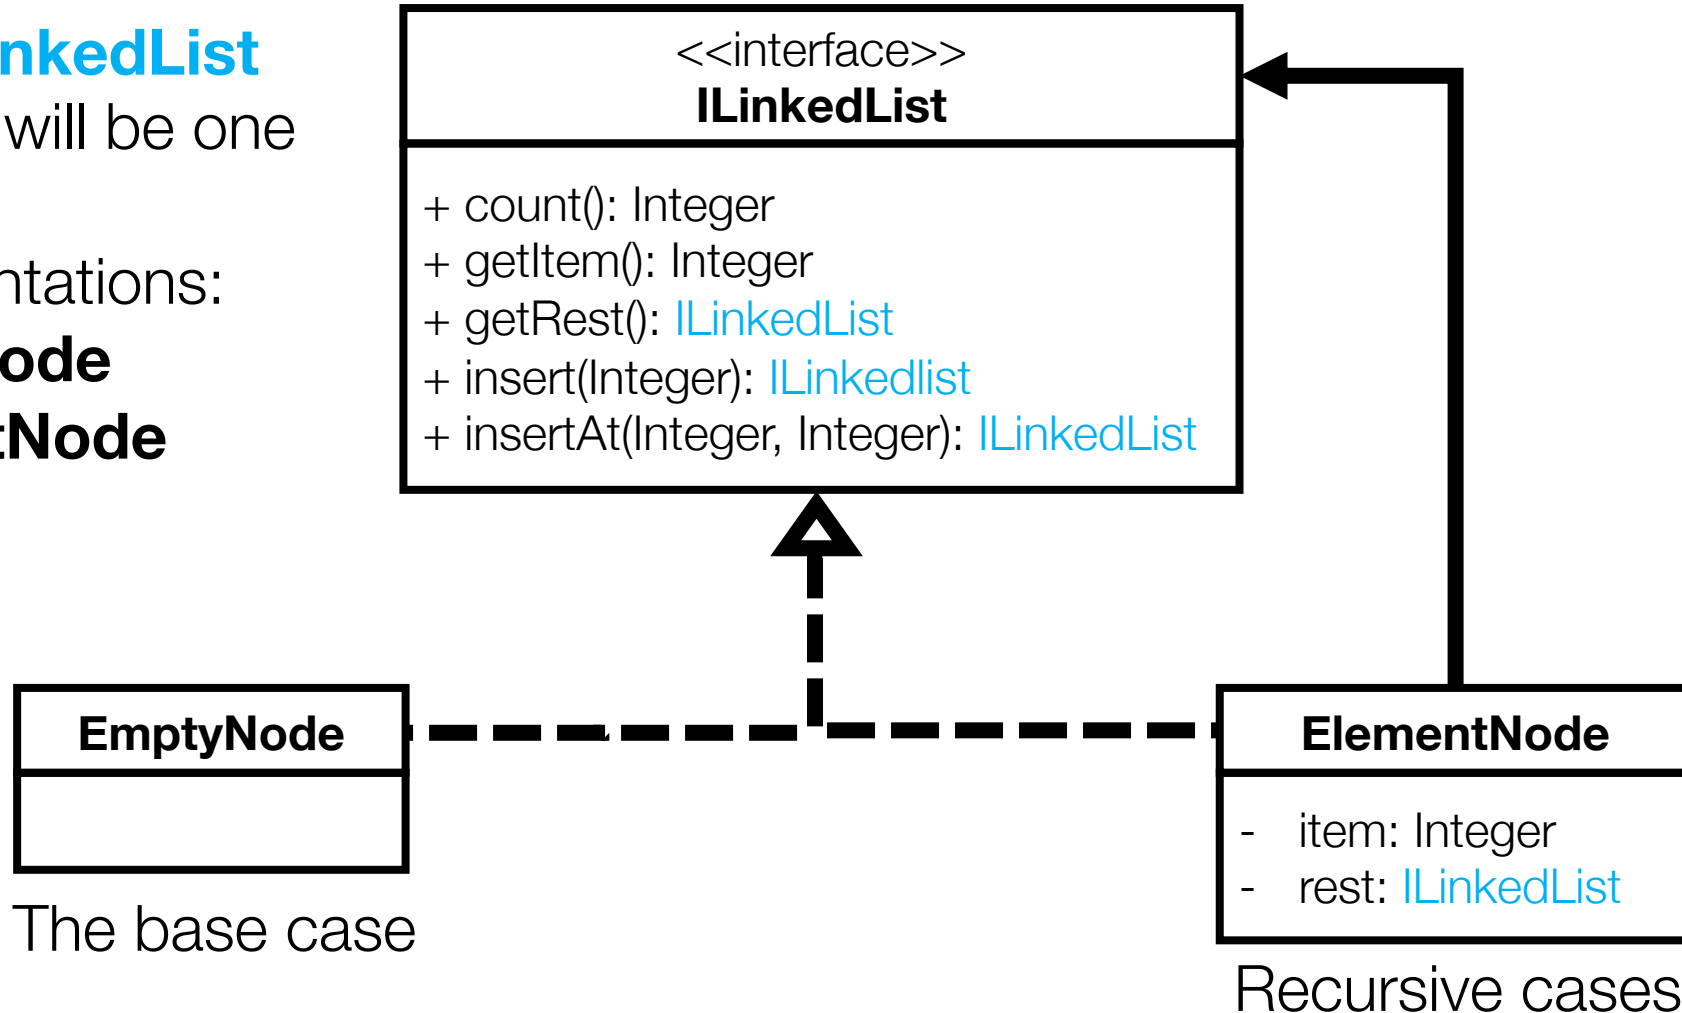 nkedList
will be one
ntations:
ode
tNode
<<interface>>
ILinkedList
+ count(): Integer
+ getItem(): Integer
+ getRest(): ILinkedList
+ insert(Integer): ILinkedlist
+ insertAt(Integer, Integer): ILinkedList
EmptyNode
The base case
ElementNode
- item: Integer
- rest: ILinkedList
Recursive cases